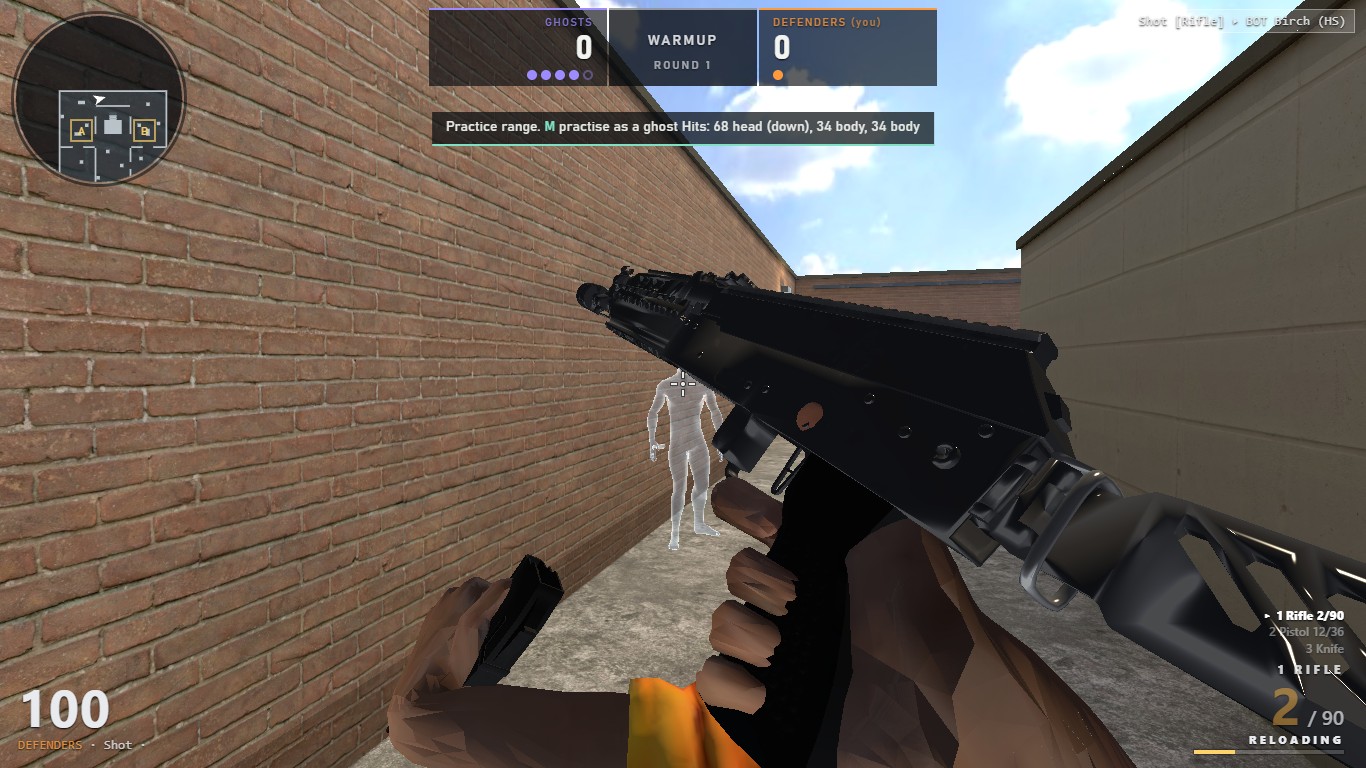 GHOSTS
0
WARMUP
ROUND 1
DEFENDERS (you)
0
Shot [Rifle] ▸ BOT Birch (HS)
Practice range. M practise as a ghost Hits: 68 head (down), 34 body, 34 body
A
B
▸ 1 Rifle 2/90
2 Pistol 12/36
3 Knife
1 RIFLE
2 / 90
RELOADING
100
DEFENDERS · Shot ·